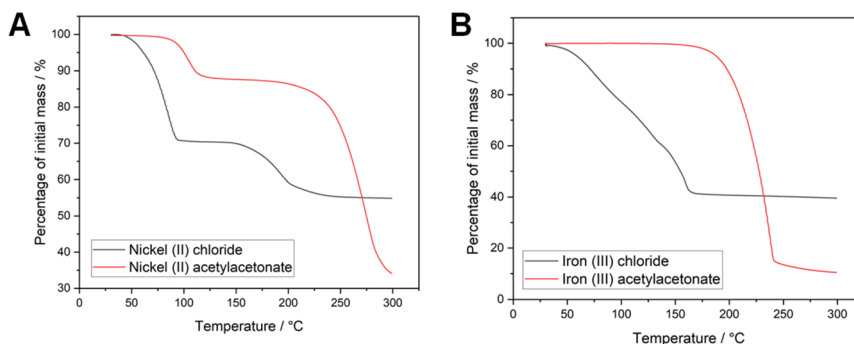 A
Percentage of initial mass / %
100
90
80
70
60
50
40
30
Nickel (II) chloride
Nickel (II) acetylacetonate
0
50
100
150
200
250
300
Temperature / °C
B
Percentage of initial mass / %
100
80
60
40
20
0
Iron (III) chloride
Iron (III) acetylacetonate
0
50
100
150
200
250
300
Temperature / °C